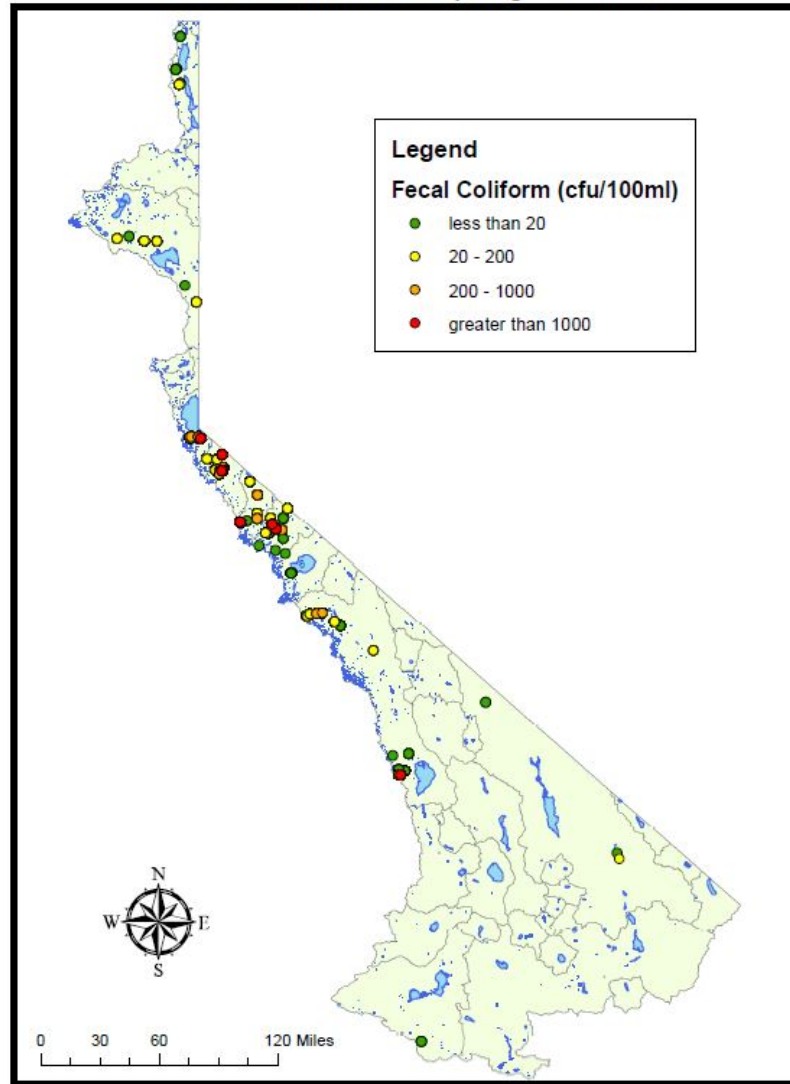 Legend
Fecal Coliform (cfu/100ml)
less than 20
20 - 200
200 - 1000
greater than 1000
N
W E
S
0 30 60 120 Miles